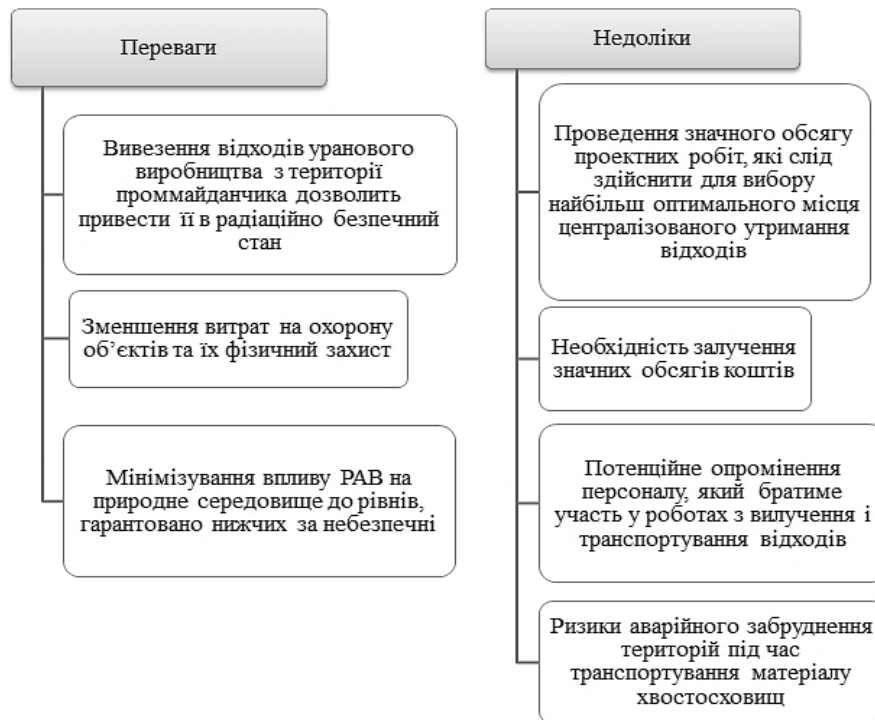 Переваги
Вивезення відходів уранового
виробництва з території
проммайданчика дозволить
привести її в радіаційно безпечний
стан
Зменшення витрат на охорону
об’єктів та їх фізичний захист
Мінімізування впливу РАВ на
природне середовище до рівнів,
гарантовано нижчих за небезпечні
Недоліки
Проведення значного обсягу
проектних робіт, які слід
здійснити для вибору
найбільш оптимального місця
централізованого утримання
відходів
Необхідність залучення
значних обсягів коштів
Потенційне опромінення
персоналу, який братиме
участь у роботах з вилучення і
транспортування відходів
Ризики аварійного забруднення
територій під час
транспортування матеріалу
хвостосховищ